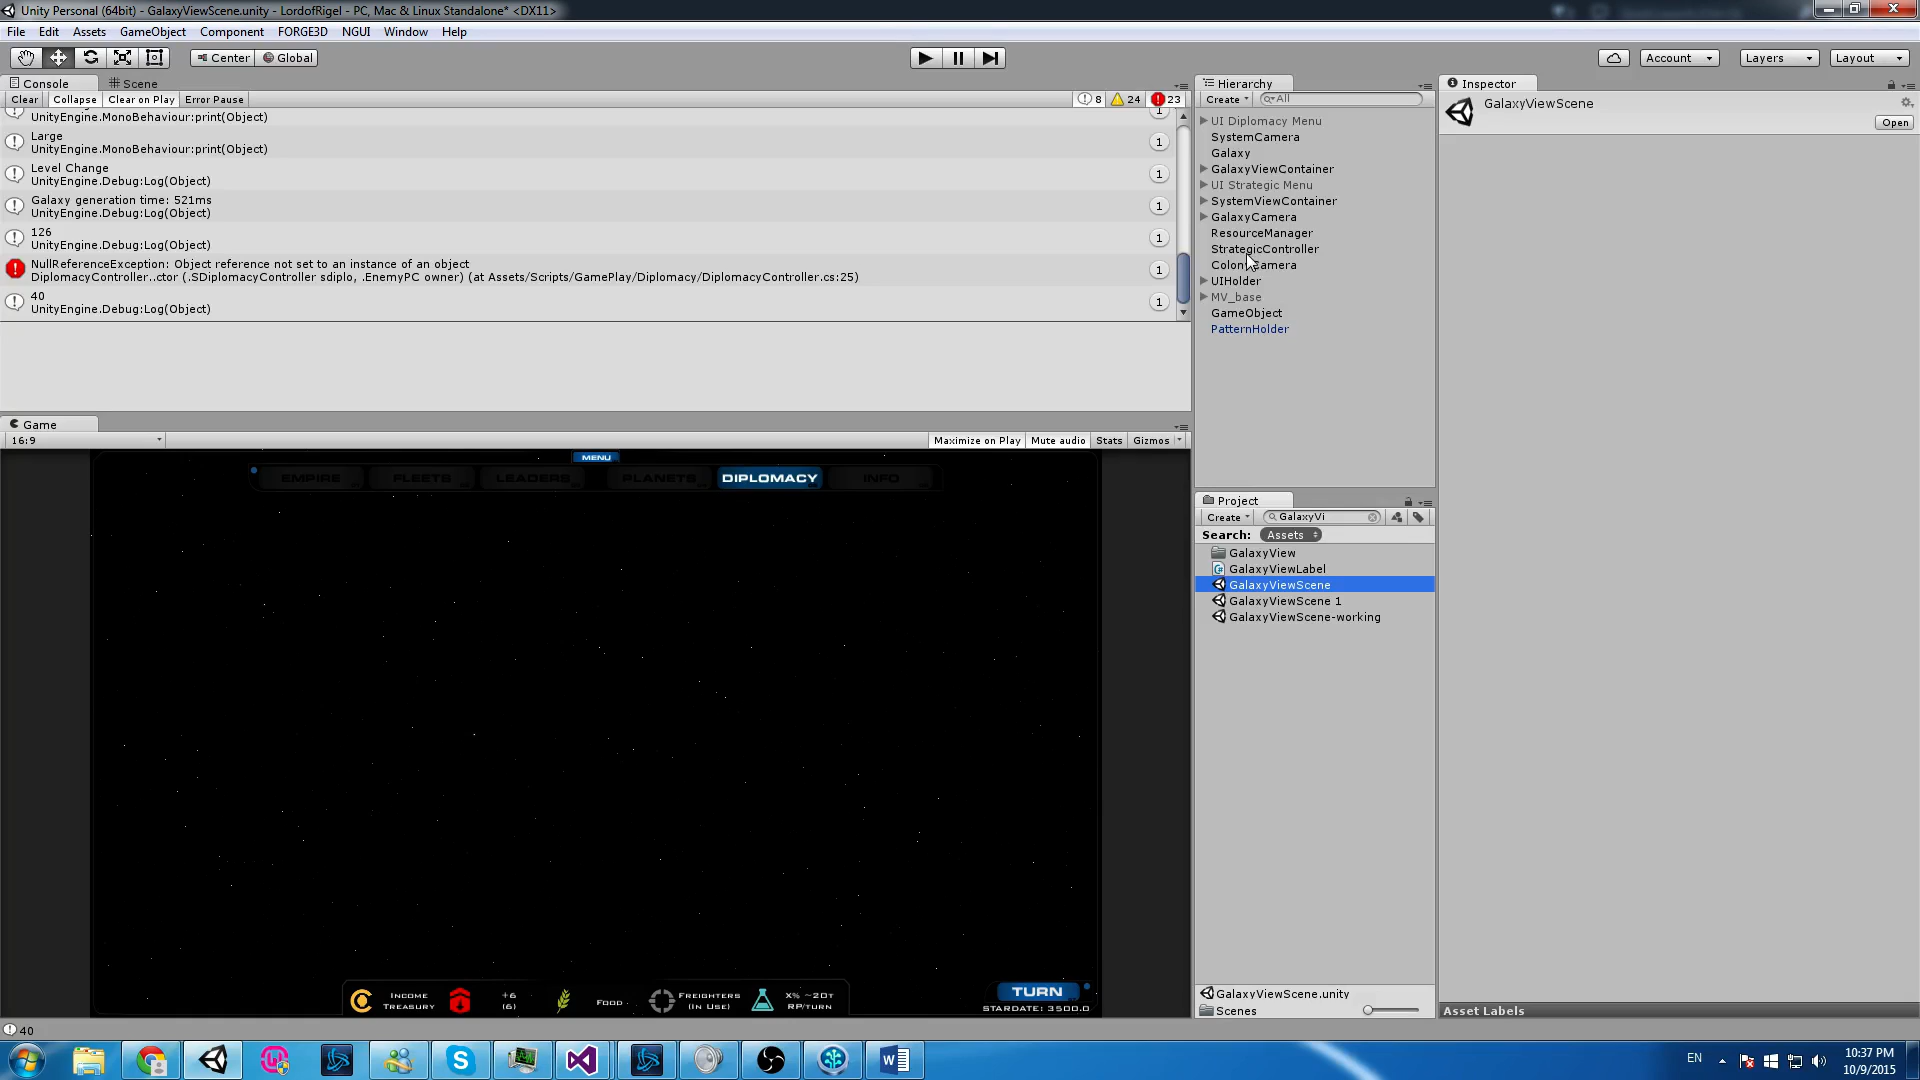 Unity Personal (64bit) - GalaxyViewScene.unity - LordofRigel - PC, Mac & Linux Standalone* <DX11>
File Edit Assets GameObject Component FORGE3D NGUI Window Help
Center Global Account Layers Layout
Console Scene
Clear Collapse Clear on Play Error Pause 8 24 23
UnityEngine.MonoBehaviour:print(Object) 1
Large
UnityEngine.MonoBehaviour:print(Object) 1
Level Change
UnityEngine.Debug:Log(Object) 1
Galaxy generation time: 521ms
UnityEngine.Debug:Log(Object) 1
126
UnityEngine.Debug:Log(Object) 1
NullReferenceException: Object reference not set to an instance of an object
DiplomacyController..ctor (.SDiplomacyController sdiplo, .EnemyPC owner) (at Assets/Scripts/GamePlay/Diplomacy/DiplomacyController.cs:25) 1
40
UnityEngine.Debug:Log(Object) 1
Game
16:9 Maximize on Play Mute audio Stats Gizmos
MENU
EMPIRE FLEETS LEADERS PLANETS DIPLOMACY INFO
INCOME
TREASURY
+6
(6)
FOOD
FREIGHTERS
(IN USE)
X% ~20T
RP/TURN
TURN
STARDATE: 3500.0
Hierarchy
Create All
UI Diplomacy Menu
SystemCamera
Galaxy
GalaxyViewContainer
UI Strategic Menu
SystemViewContainer
GalaxyCamera
ResourceManager
StrategicController
ColonyCamera
UIHolder
MV_base
GameObject
PatternHolder
Project
Create GalaxyVi
Search: Assets
GalaxyView
GalaxyViewLabel
GalaxyViewScene
GalaxyViewScene 1
GalaxyViewScene-working
GalaxyViewScene.unity
Scenes
Inspector
GalaxyViewScene
Open
Asset Labels
40
EN
10:37 PM
10/9/2015